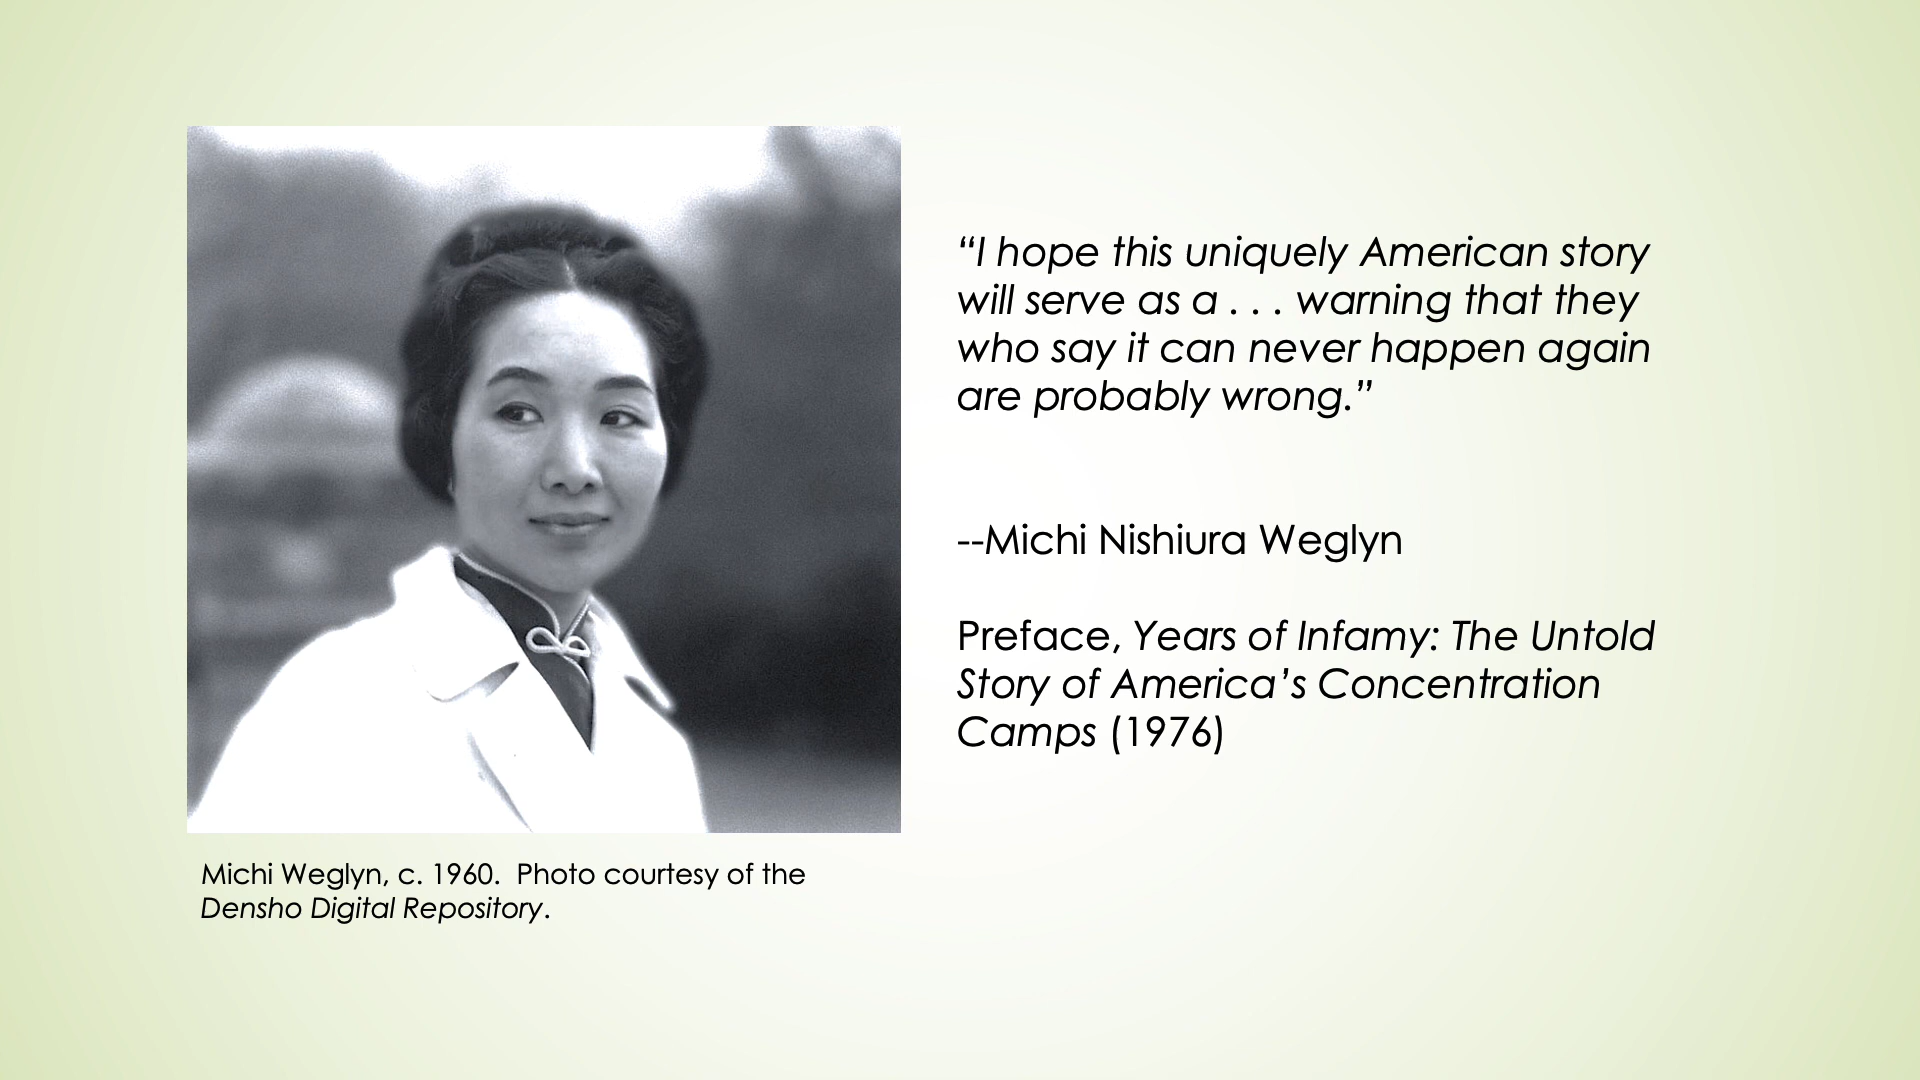 “I hope this uniquely American story
will serve as a . . . warning that they
who say it can never happen again
are probably wrong.”
--Michi Nishiura Weglyn
Preface, Years of Infamy: The Untold
Story of America’s Concentration
Camps (1976)
Michi Weglyn, c. 1960.  Photo courtesy of the
Densho Digital Repository.